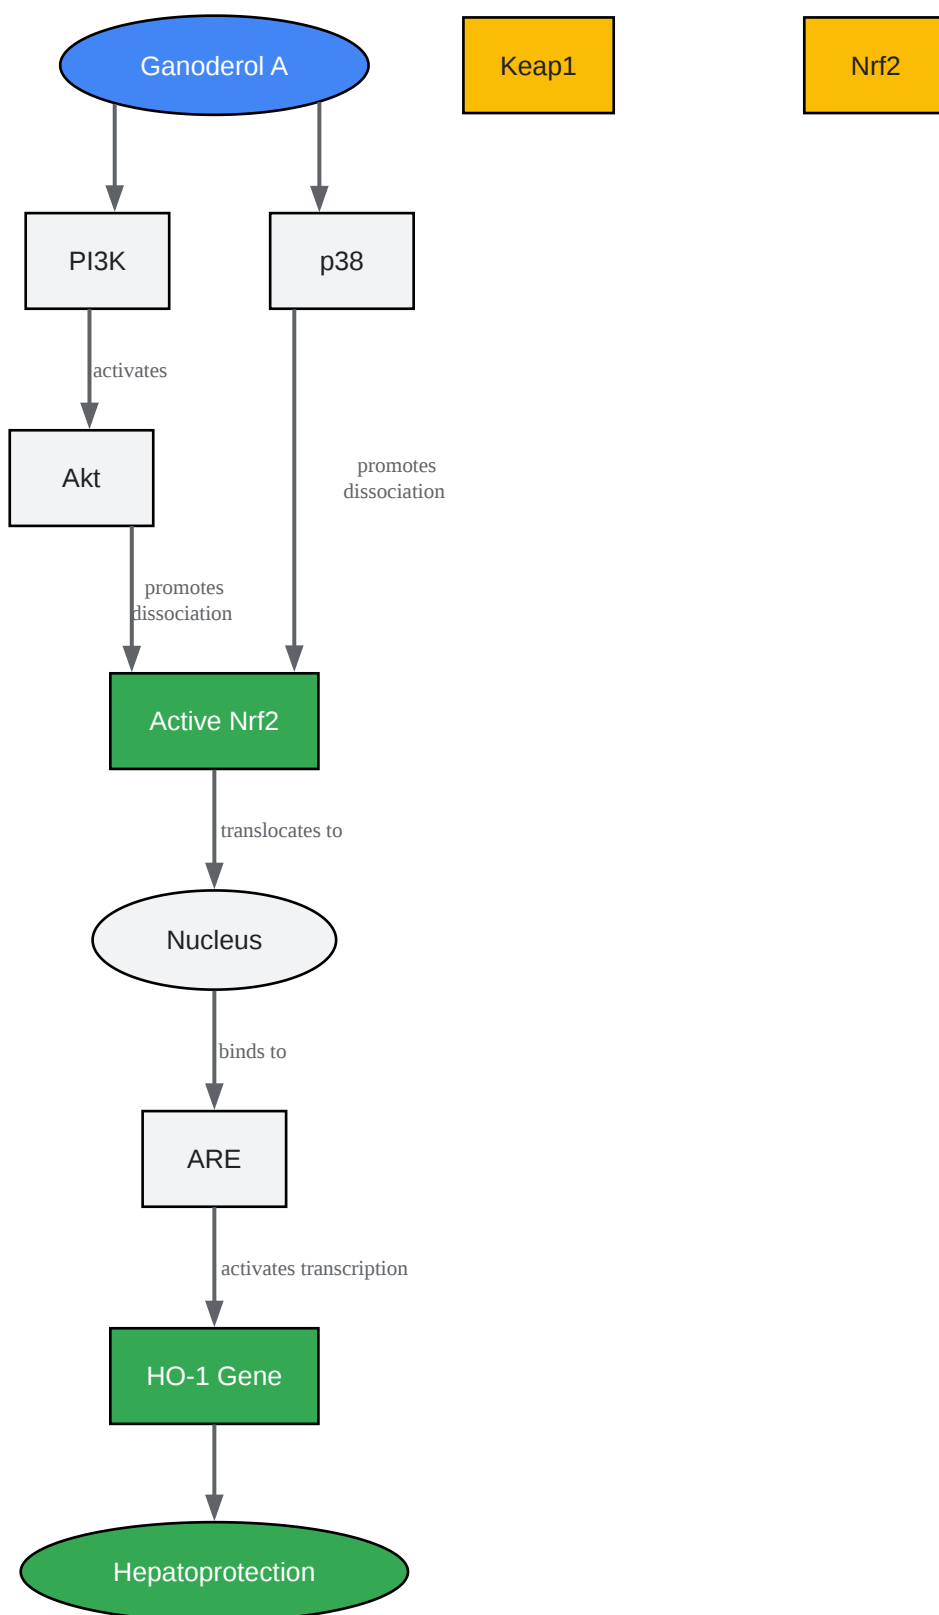 Ganoderol A
Keap1
Nrf2
PI3K
p38
activates
Akt
promotes
dissociation
promotes
dissociation
Active Nrf2
translocates to
Nucleus
binds to
ARE
activates transcription
HO-1 Gene
Hepatoprotection